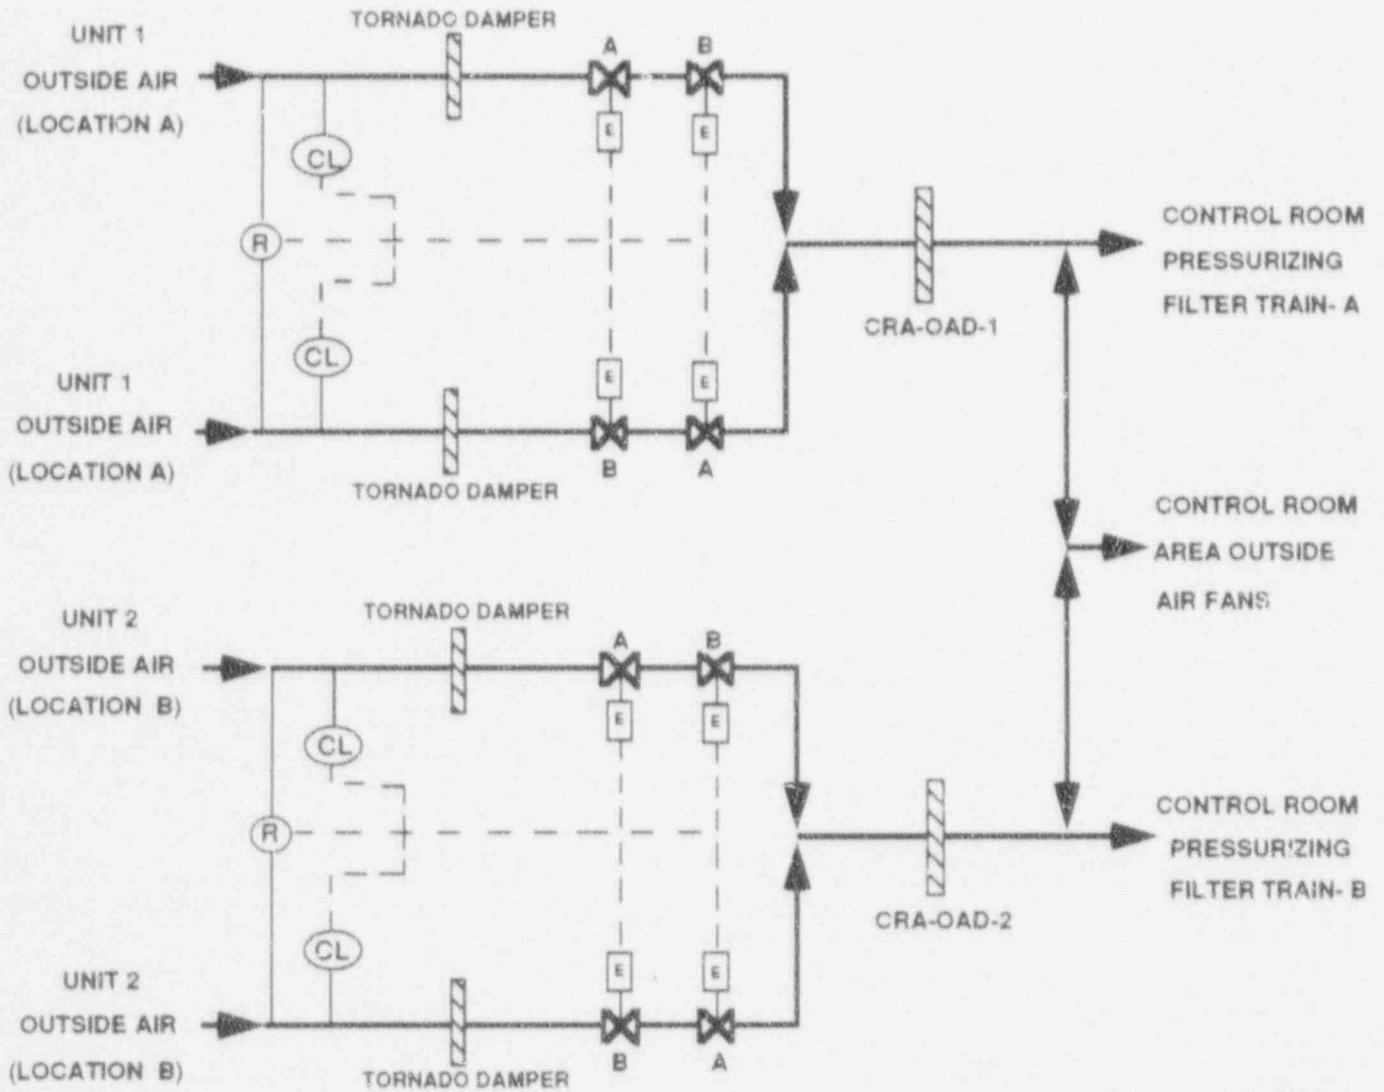 TORNADO DAMPER
UNIT 1
OUTSIDE AIR
(LOCATION A)
A
B
E
E
CL
R
CL
E
E
UNIT 1
OUTSIDE AIR
(LOCATION A)
B
A
TORNADO DAMPER
CRA-OAD-1
CONTROL ROOM
PRESSURIZING
FILTER TRAIN- A
CONTROL ROOM
AREA OUTSIDE
AIR FANS
TORNADO DAMPER
UNIT 2
OUTSIDE AIR
(LOCATION B)
A
B
E
E
CL
R
CL
E
E
UNIT 2
OUTSIDE AIR
(LOCATION B)
B
A
TORNADO DAMPER
CRA-OAD-2
CONTROL ROOM
PRESSURIZING
FILTER TRAIN- B